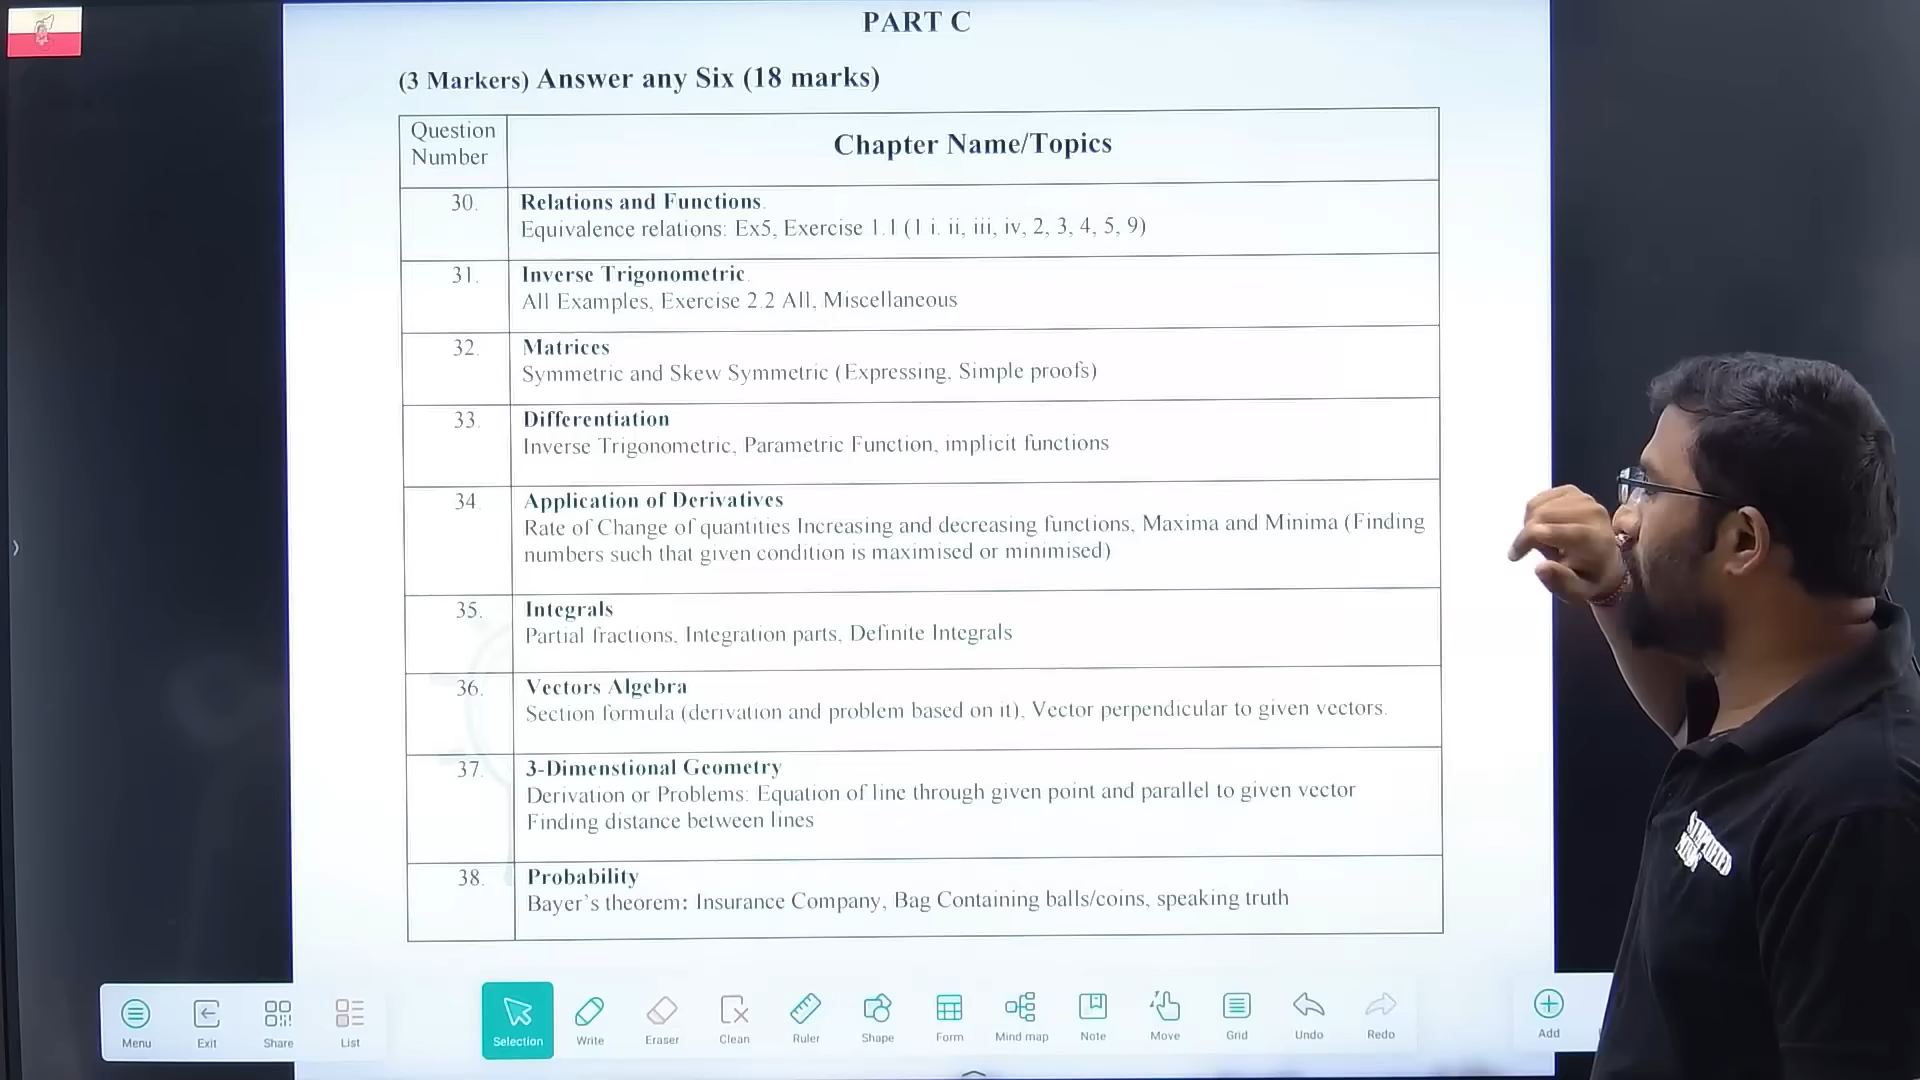 PART C
(3 Markers) Answer any Six (18 marks)
Question Number
Chapter Name/Topics
30.
Relations and Functions.
Equivalence relations: Ex5, Exercise 1.1 (1 i. ii, iii, iv, 2, 3, 4, 5, 9)
31.
Inverse Trigonometric.
All Examples, Exercise 2.2 All, Miscellaneous
32.
Matrices
Symmetric and Skew Symmetric (Expressing, Simple proofs)
33.
Differentiation
Inverse Trigonometric, Parametric Function, implicit functions
34.
Application of Derivatives
Rate of Change of quantities Increasing and decreasing functions, Maxima and Minima (Finding
numbers such that given condition is maximised or minimised)
35.
Integrals
Partial fractions, Integration parts, Definite Integrals
36.
Vectors Algebra
Section formula (derivation and problem based on it), Vector perpendicular to given vectors.
37.
3-Dimenstional Geometry
Derivation or Problems: Equation of line through given point and parallel to given vector
Finding distance between lines
38.
Probability
Bayer's theorem: Insurance Company, Bag Containing balls/coins, speaking truth
Menu
Exit
Share
List
Selection
Write
Eraser
Clean
Ruler
Shape
Form
Mind map
Note
Move
Grid
Undo
Redo
Add